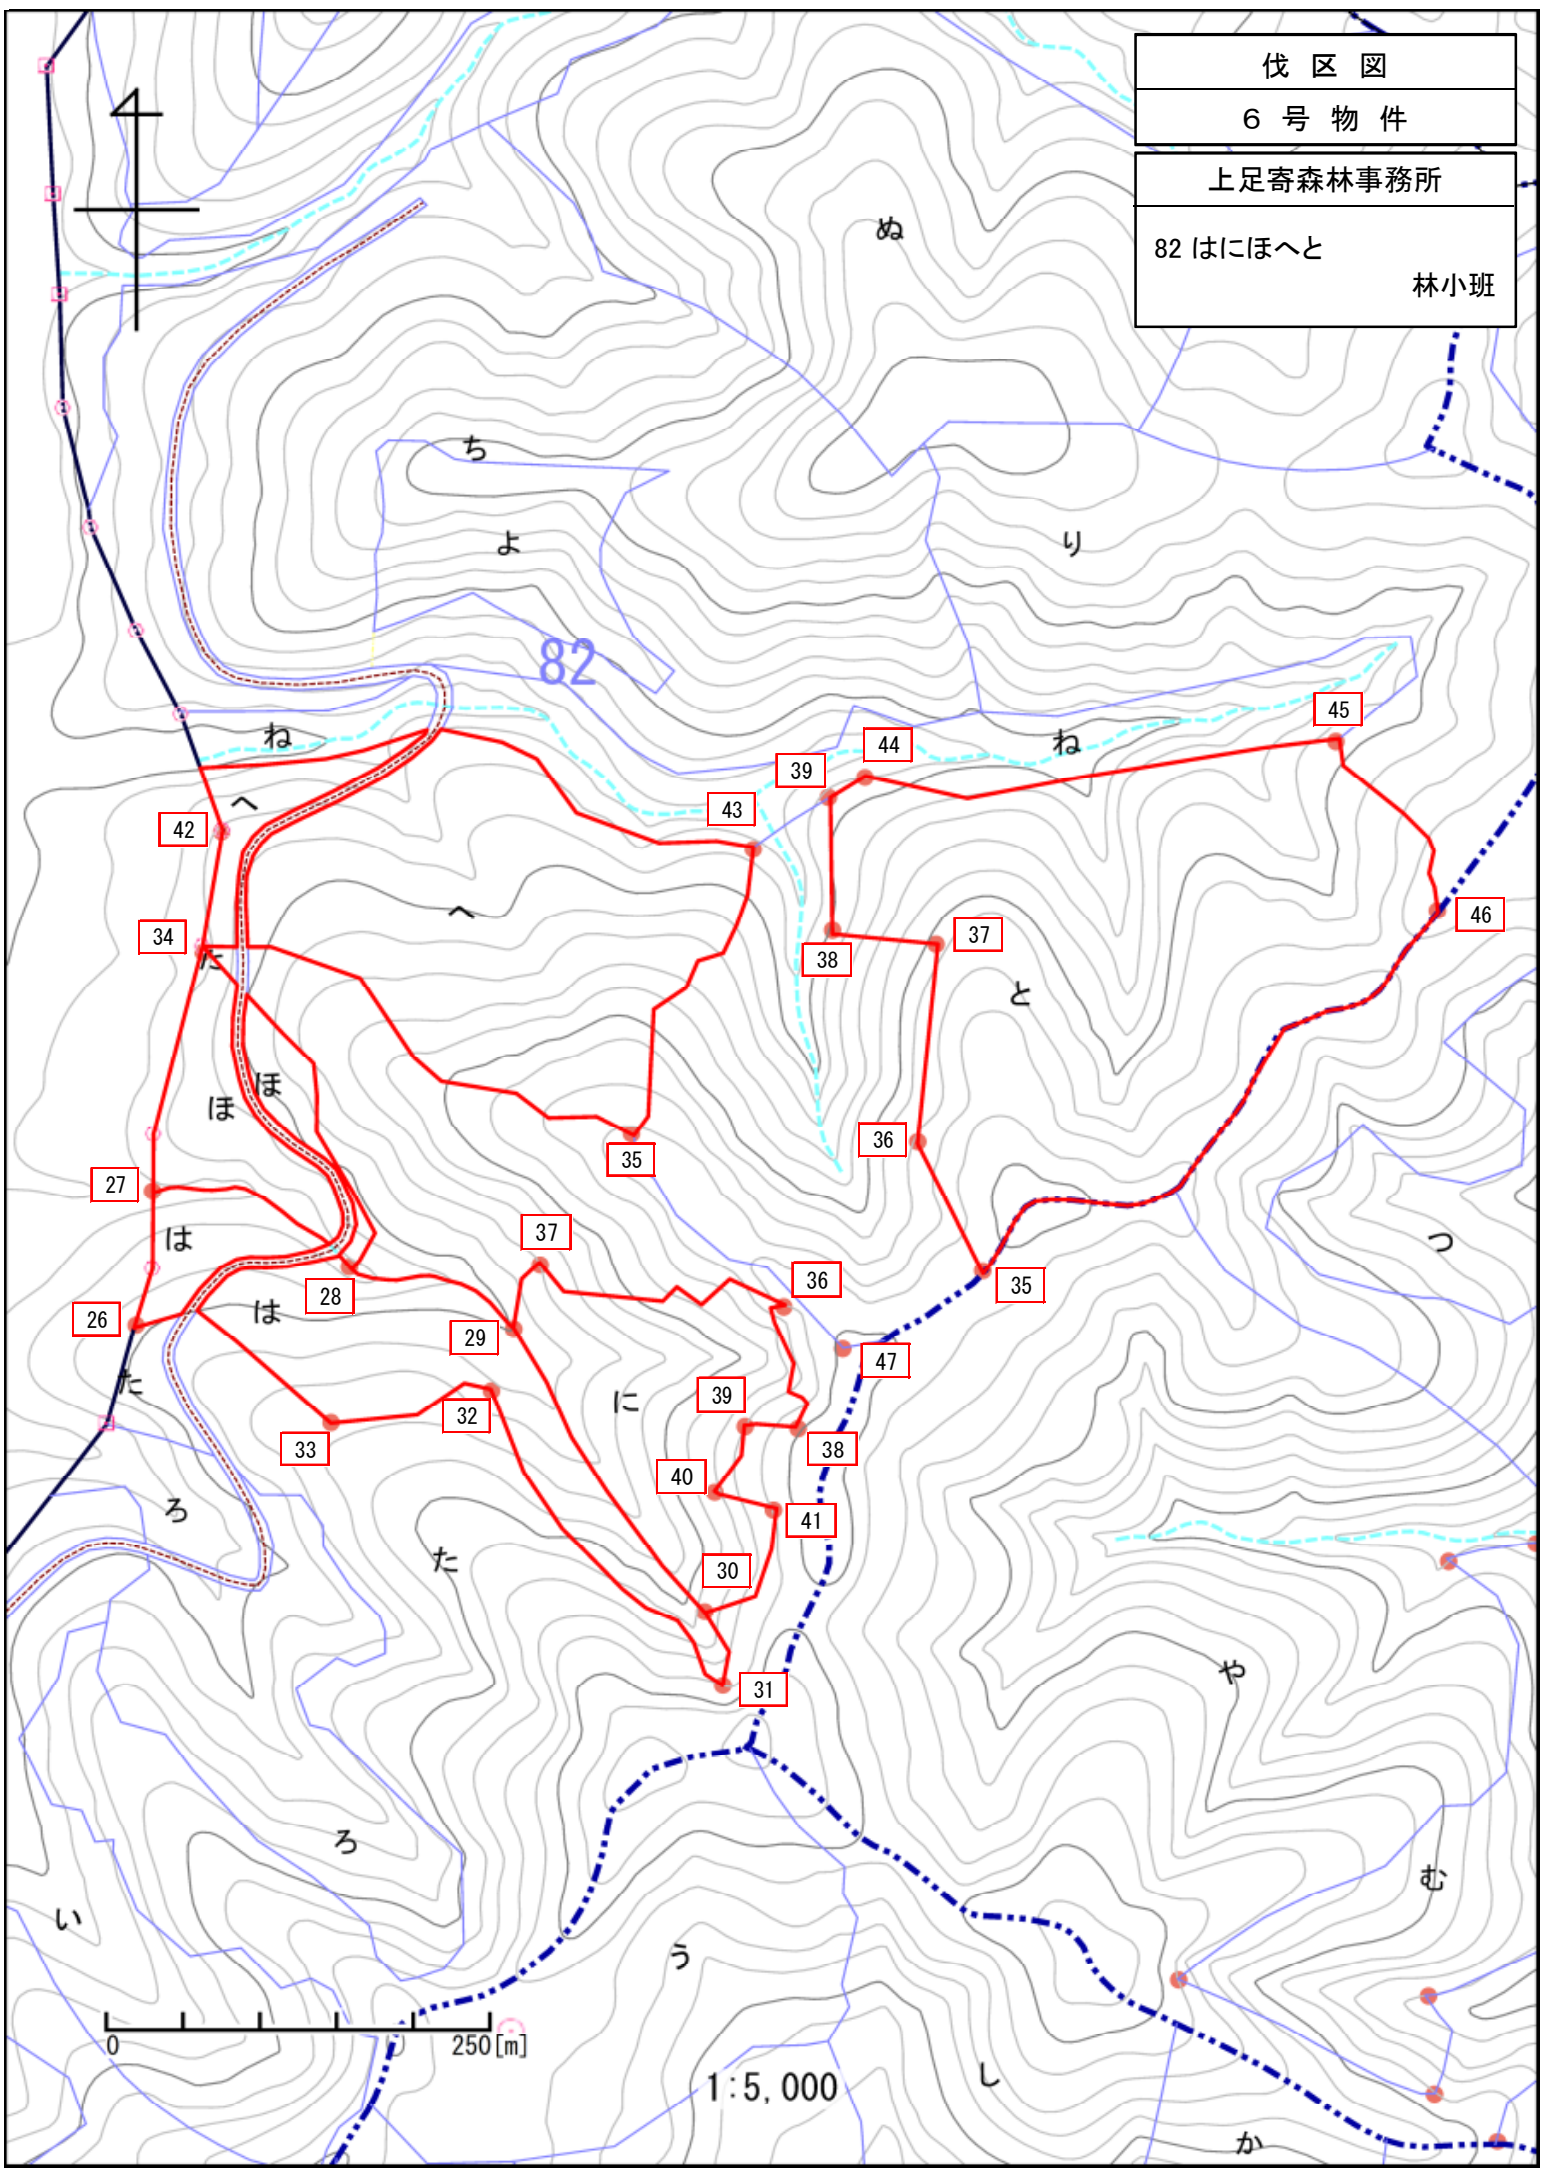 伐 区 図
６ 号 物 件
上足寄森林事務所
82 はにほへと
林小班
ぬ
ち
よ
り
82
45
ね
ね
44
39
へ
43
42
へ
46
34
37
た
38
と
ほ
ほ
36
35
27
は
37
つ
28
36
35
26
は
29
47
た
39
に
32
33
38
40
ろ
41
た
30
や
31
ろ
む
い
う
0
250[m]
1:5,000
し
か